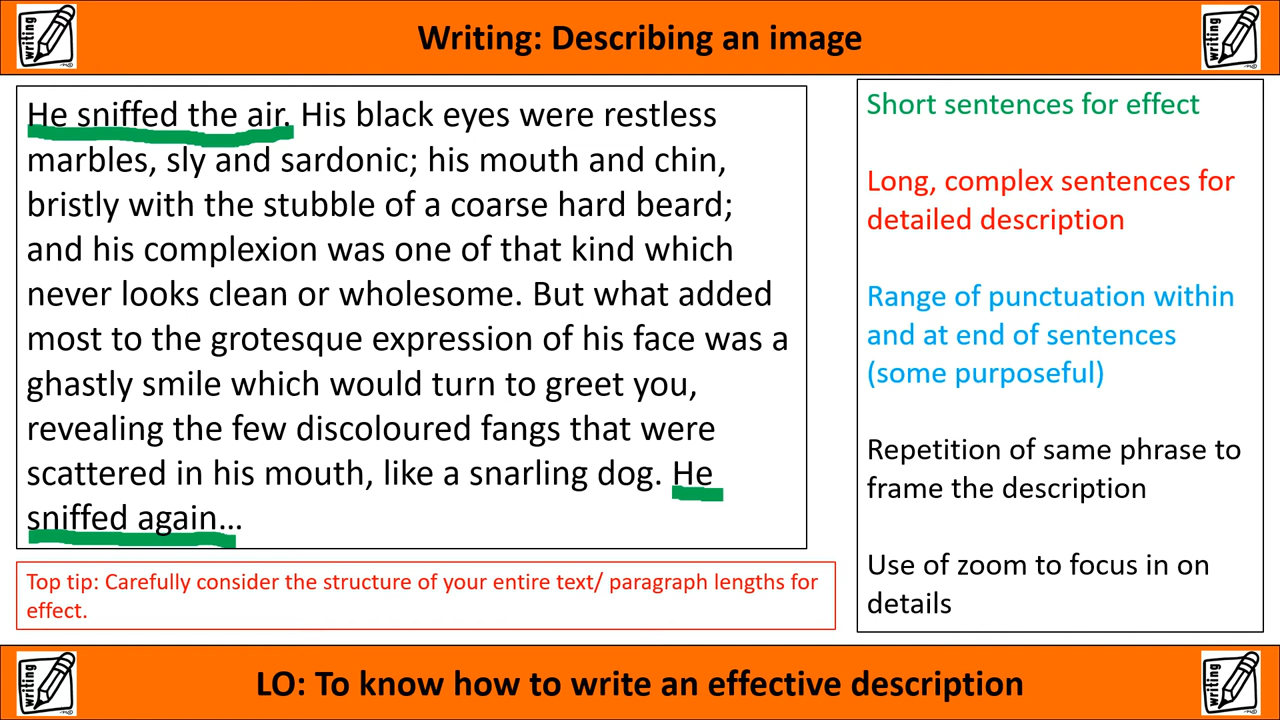 writing
Writing: Describing an image
writing
He sniffed the air. His black eyes were restless
marbles, sly and sardonic; his mouth and chin,
bristly with the stubble of a coarse hard beard;
and his complexion was one of that kind which
never looks clean or wholesome. But what added
most to the grotesque expression of his face was a
ghastly smile which would turn to greet you,
revealing the few discoloured fangs that were
scattered in his mouth, like a snarling dog. He
sniffed again...
Top tip: Carefully consider the structure of your entire text/ paragraph lengths for
effect.
Short sentences for effect
Long, complex sentences for
detailed description
Range of punctuation within
and at end of sentences
(some purposeful)
Repetition of same phrase to
frame the description
Use of zoom to focus in on
details
writing
LO: To know how to write an effective description
writing